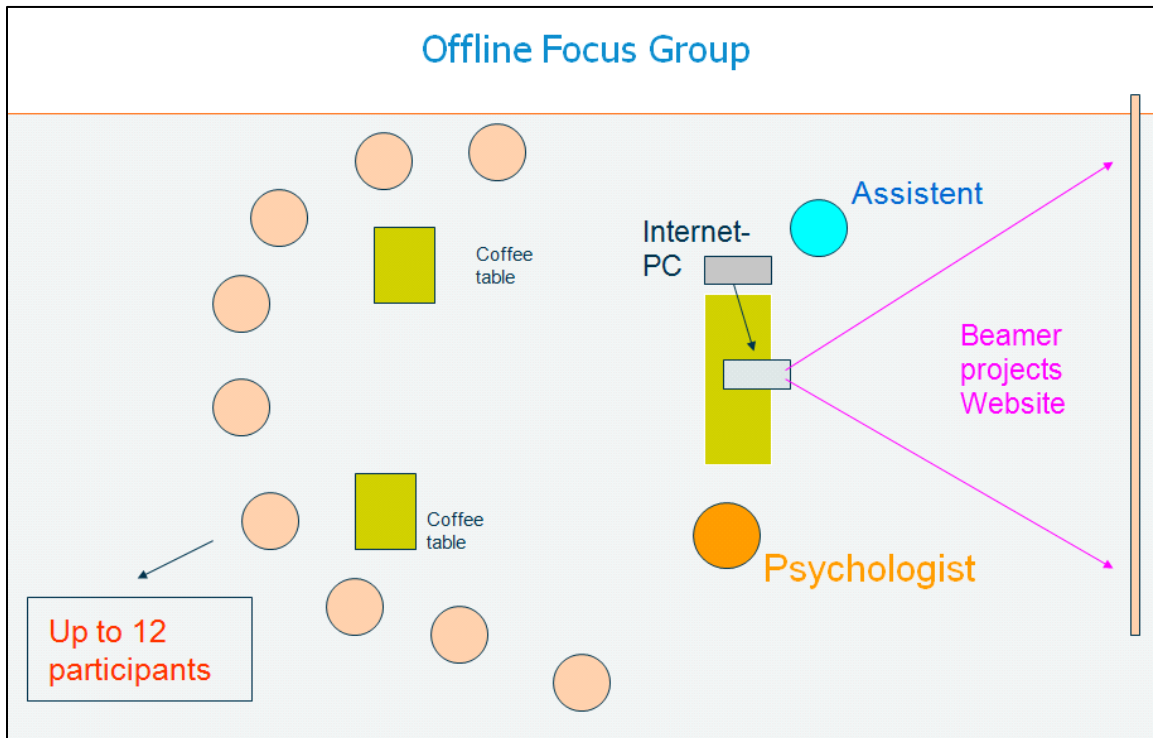 Offline Focus Group
Assistent
Internet-
PC
Coffee
table
Beamer
projects
Website
Coffee
table
Psychologist
Up to 12
participants